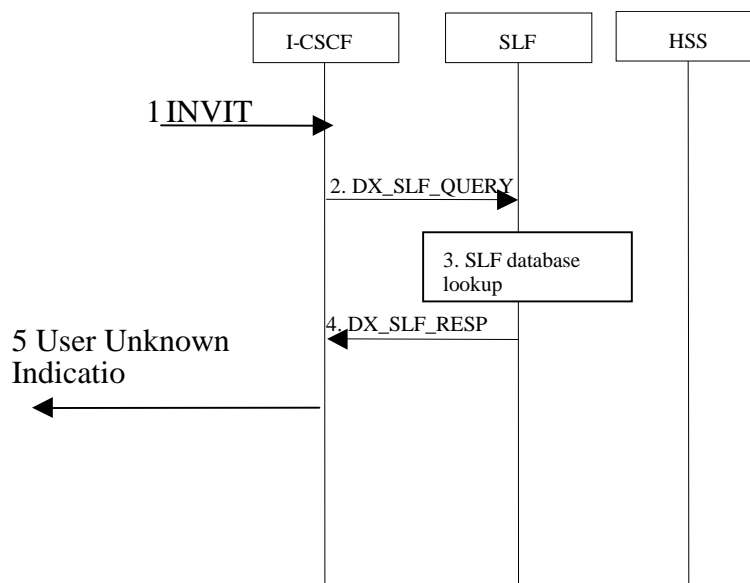 I-CSCF
SLF
HSS
1 INVIT
2. DX_SLF_QUERY
3. SLF database
lookup
4. DX_SLF_RESP
5 User Unknown
Indicatio